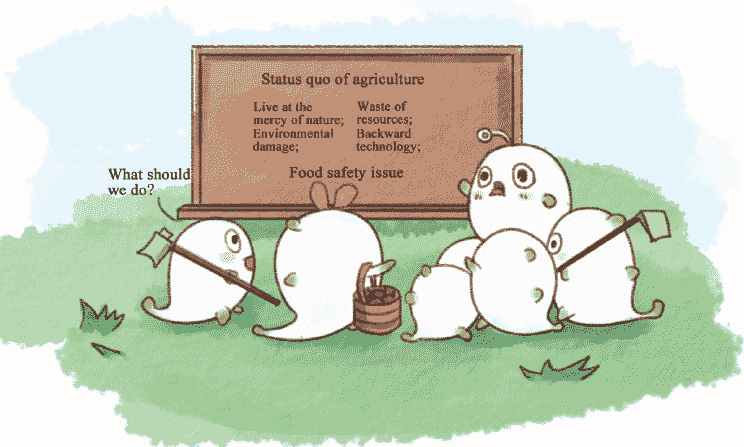 Status quo of agriculture
Live at the
mercy of nature;
Environmental
damage;
Waste of
resources;
Backward
technology;
Food safety issue
What should
we do?